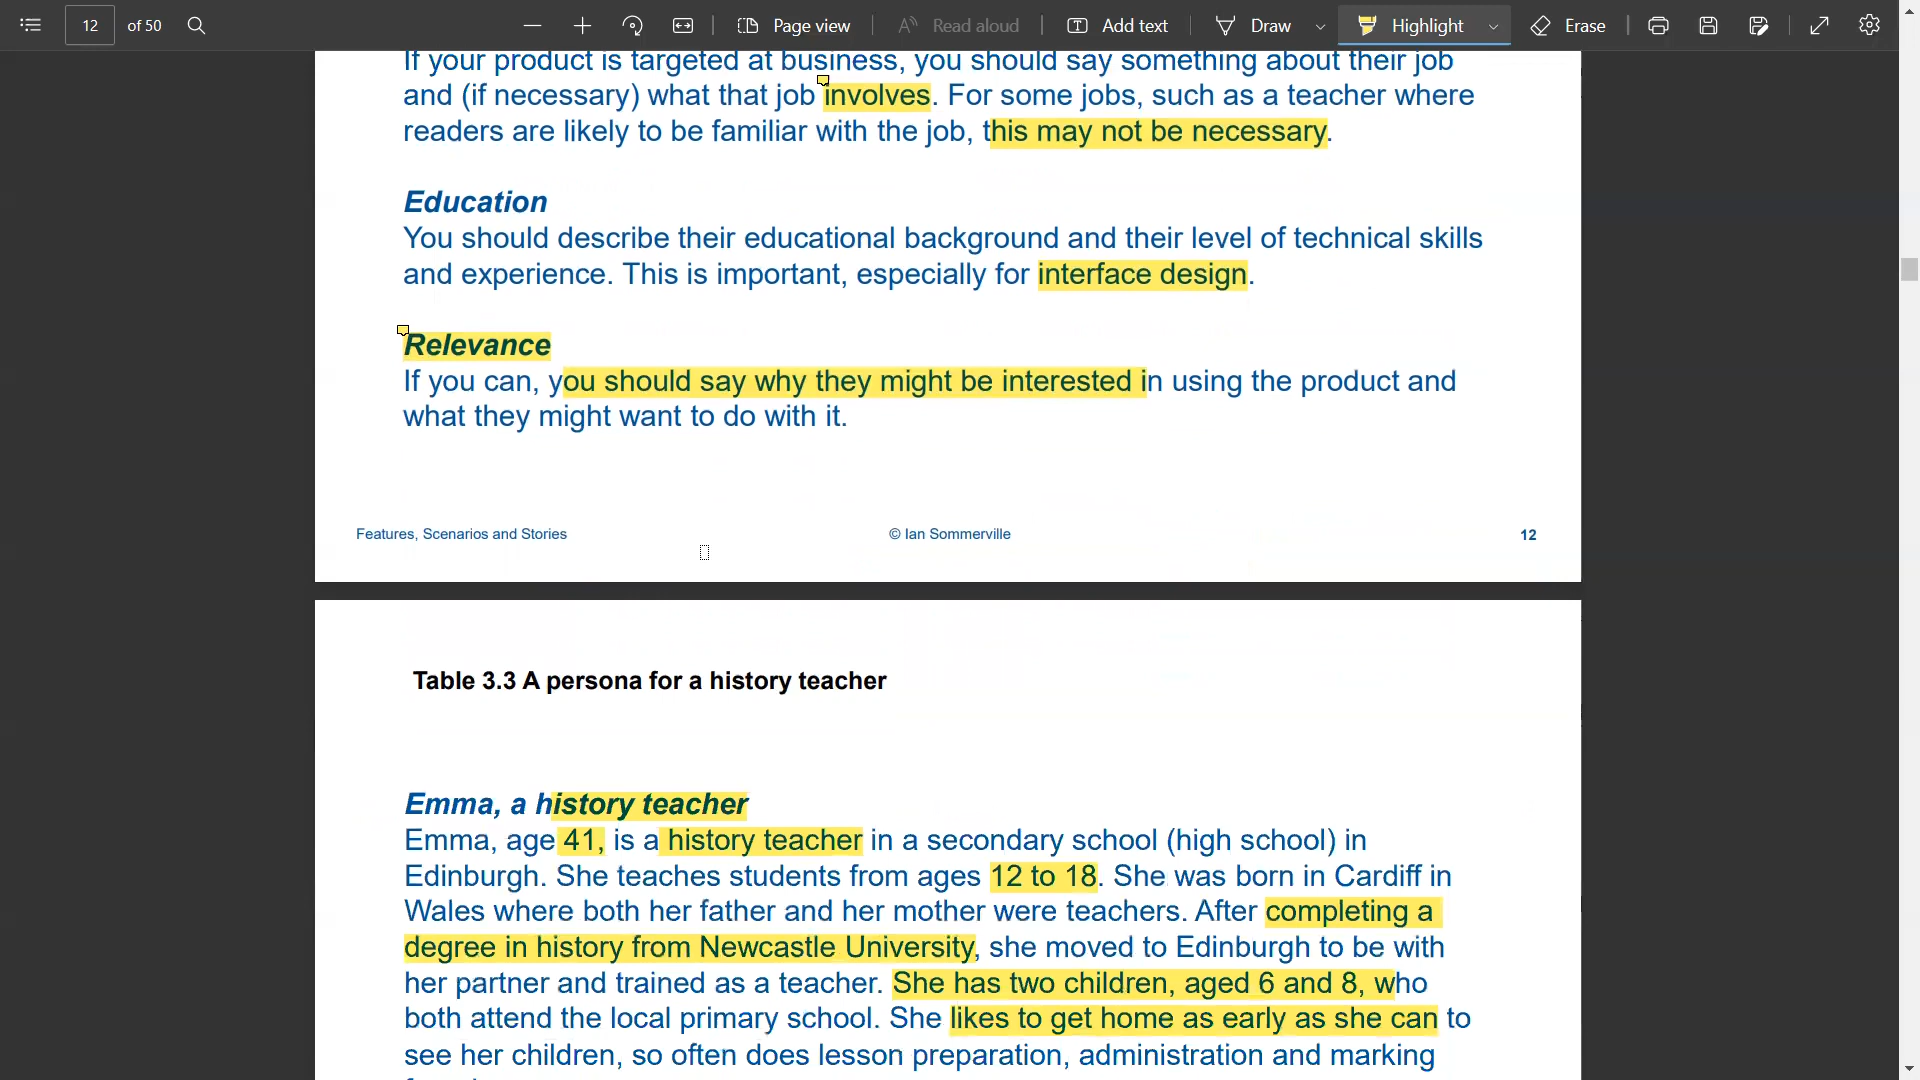 12 of 50 Page view Read aloud Add text Draw Highlight Erase
If your product is targeted at business, you should say something about their job
and (if necessary) what that job involves. For some jobs, such as a teacher where
readers are likely to be familiar with the job, this may not be necessary.
Education
You should describe their educational background and their level of technical skills
and experience. This is important, especially for interface design.
Relevance
If you can, you should say why they might be interested in using the product and
what they might want to do with it.
Features, Scenarios and Stories © Ian Sommerville 12
Table 3.3 A persona for a history teacher
Emma, a history teacher
Emma, age 41, is a history teacher in a secondary school (high school) in
Edinburgh. She teaches students from ages 12 to 18. She was born in Cardiff in
Wales where both her father and her mother were teachers. After completing a
degree in history from Newcastle University, she moved to Edinburgh to be with
her partner and trained as a teacher. She has two children, aged 6 and 8, who
both attend the local primary school. She likes to get home as early as she can to
see her children, so often does lesson preparation, administration and marking